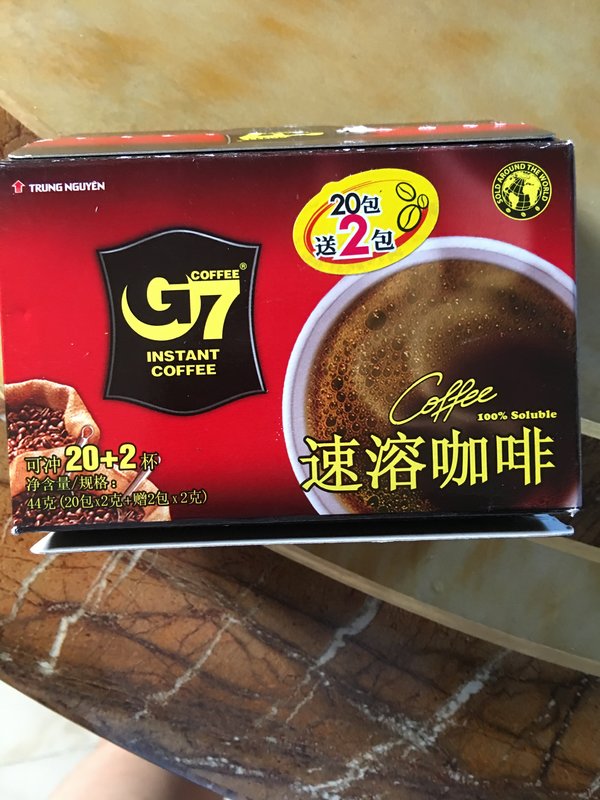 TRUNG NGUYÊN
20包
送2包
SOLD AROUND THE WORLD
COFFEE®
G7
INSTANT
COFFEE
Coffee
100% Soluble
速溶咖啡
可冲20+2杯
净含量/规格:
44克(20包x2克+赠2包x2克)